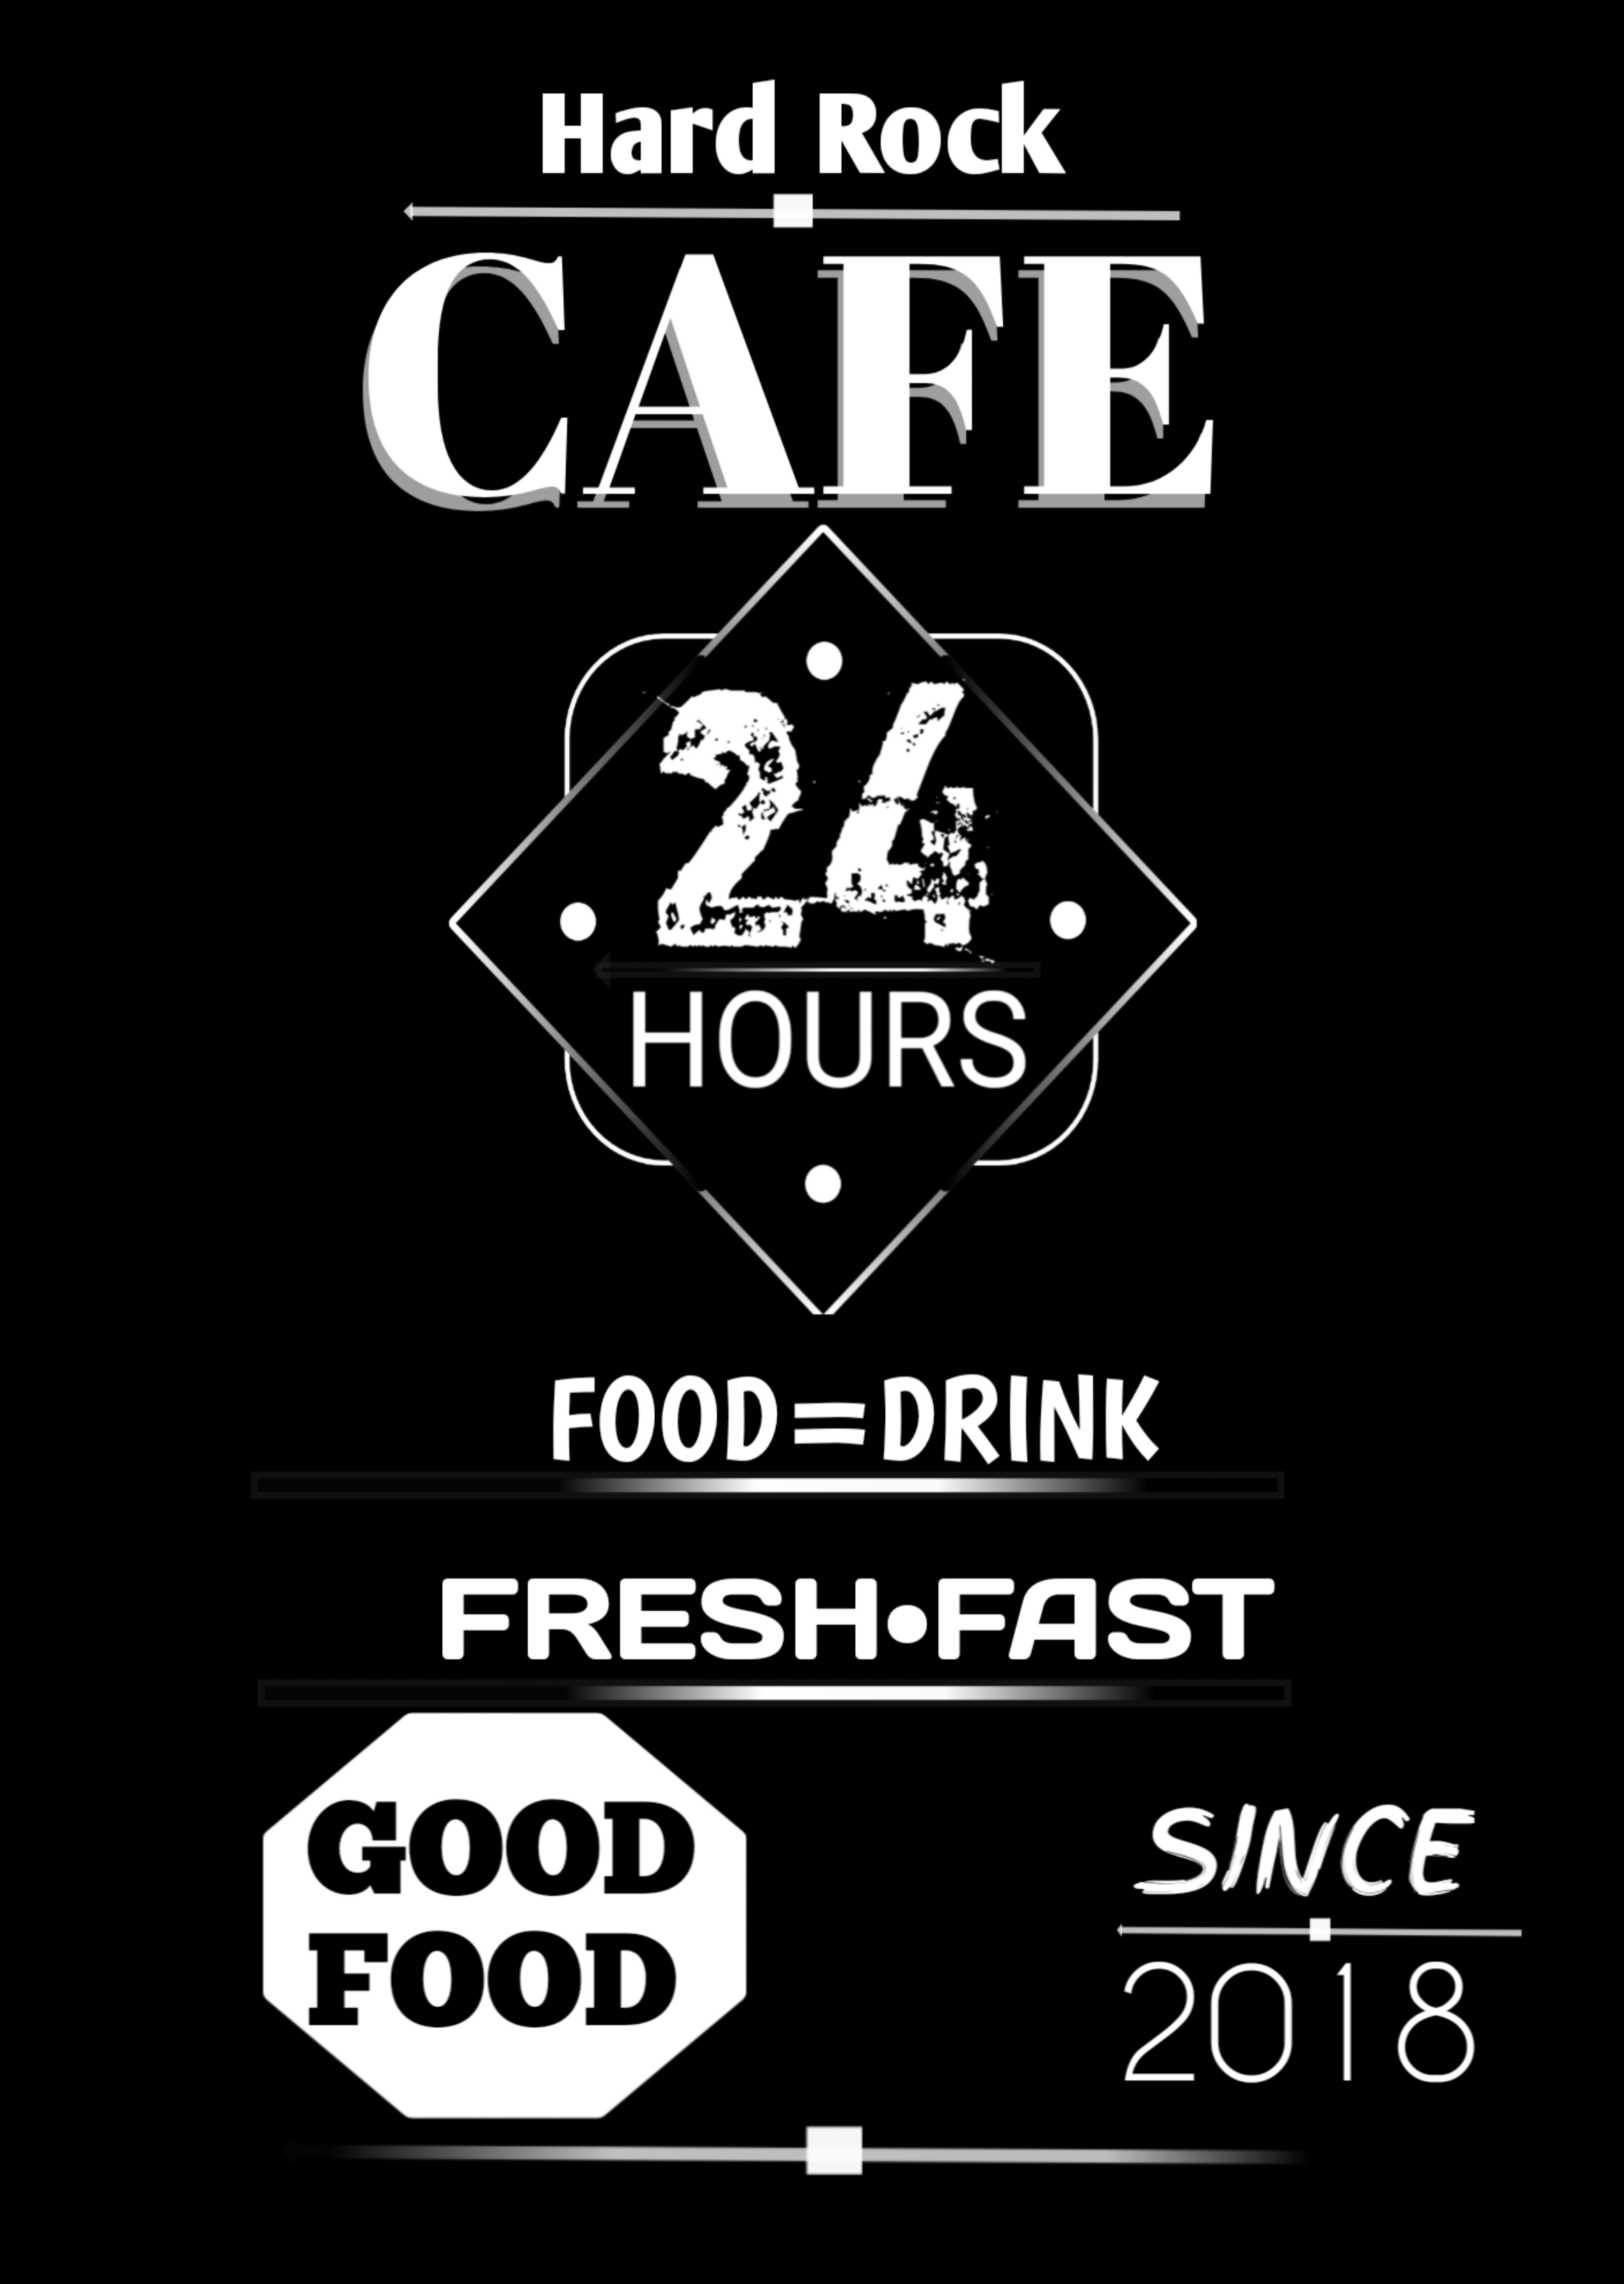 Hard Rock
CAFE
24
HOURS
FOOD=DRINK
FRESH•FAST
GOOD
FOOD
SINCE
2018